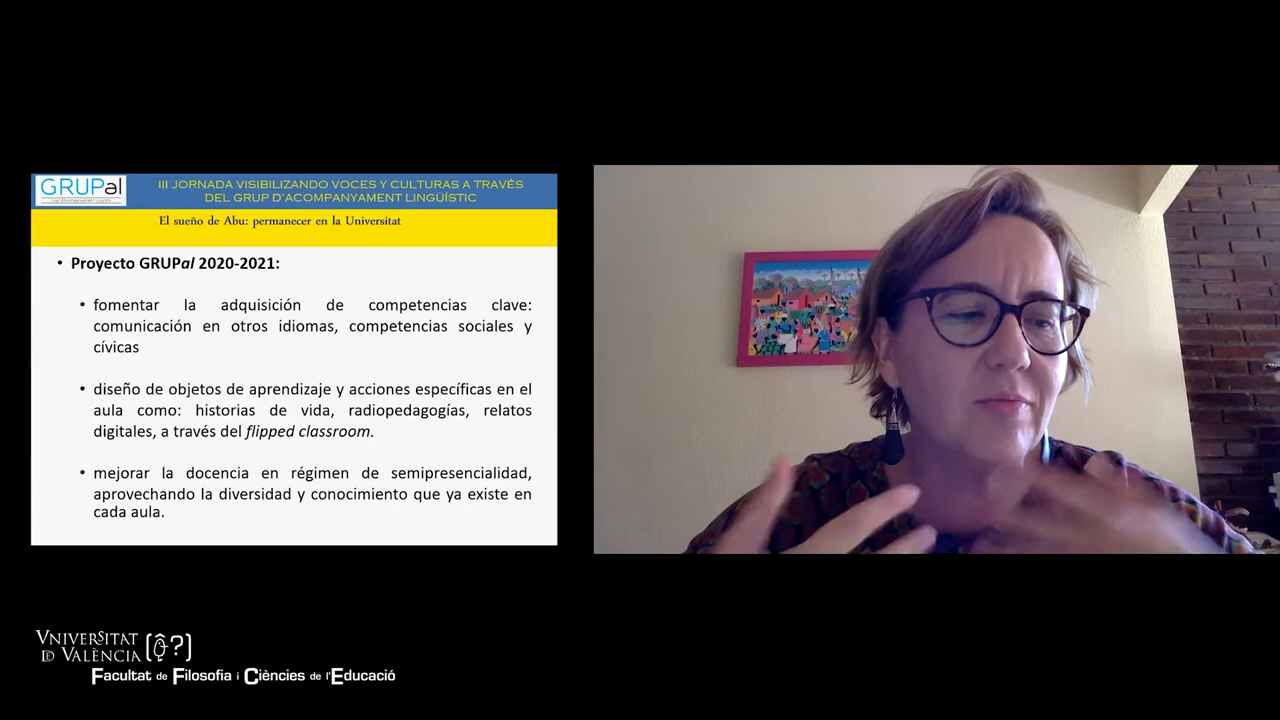 GRUPal
III JORNADA VISIBILIZANDO VOCES Y CULTURAS A TRAVÉS
DEL GRUP D'ACOMPANYAMENT LINGÜÍSTIC
El sueño de Abu: permanecer en la Universitat
• Proyecto GRUPal 2020-2021:
• fomentar la adquisición de competencias clave:
comunicación en otros idiomas, competencias sociales y
cívicas
• diseño de objetos de aprendizaje y acciones específicas en el
aula como: historias de vida, radiopedagogías, relatos
digitales, a través del flipped classroom.
• mejorar la docencia en régimen de semipresencialidad,
aprovechando la diversidad y conocimiento que ya existe en
cada aula.
VNIVERSITAT
DE VALÈNCIA
Facultat de Filosofia i Ciències de l'Educació